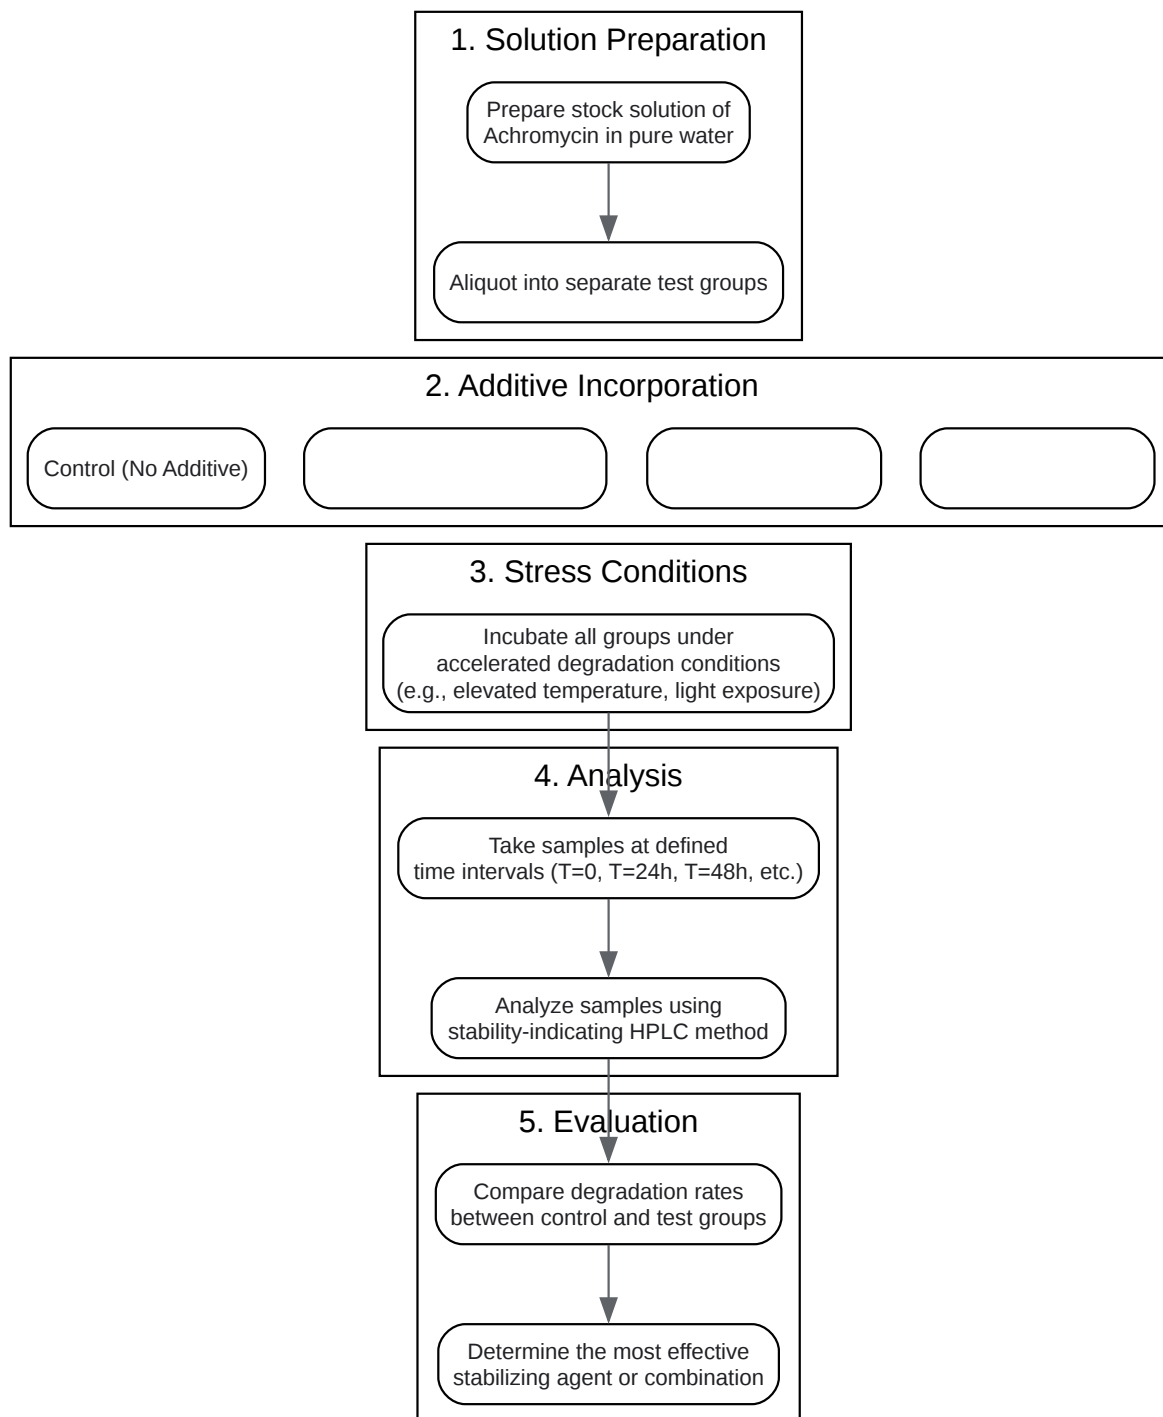 1. Solution Preparation
Prepare stock solution of
Achromycin in pure water
Aliquot into separate test groups
2. Additive Incorporation
Control (No Additive)
3. Stress Conditions
Incubate all groups under
accelerated degradation conditions
(e.g., elevated temperature, light exposure)
4. Analysis
Take samples at defined
time intervals (T=0, T=24h, T=48h, etc.)
Analyze samples using
stability-indicating HPLC method
5. Evaluation
Compare degradation rates
between control and test groups
Determine the most effective
stabilizing agent or combination